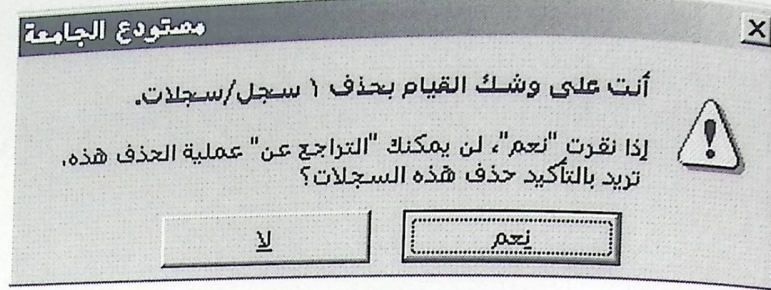 مستودع الجامعة
أنت على وشك القيام بحذف ١ سجل/سجلات.
إذا نقرت "نعم"، لن يمكنك "التراجع عن" عملية الحذف هذه.
تريد بالتأكيد حذف هذه السجلات؟
نعم
لا